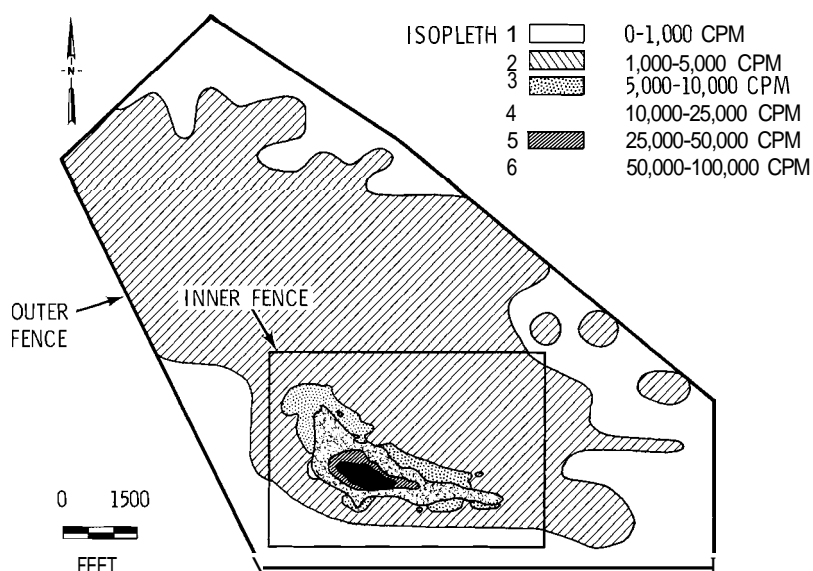 ISOPLETH 1 0-1,000 CPM
2 1,000-5,000 CPM
3 5,000-10,000 CPM
4 10,000-25,000 CPM
5 25,000-50,000 CPM
6 50,000-100,000 CPM
N
INNER FENCE
OUTER
FENCE
0 1500
FEET